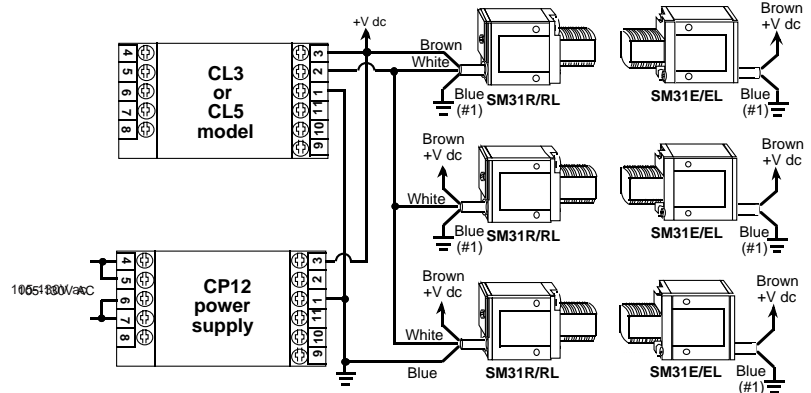 +V dc
4
5
6
7
8
CL3
or
CL5
model
3
2
1
11
10
9
Brown
White
Blue
(#1)
SM31R/RL
SM31E/EL
Brown
+V dc
Blue
(#1)
Brown
+V dc
White
Blue
(#1)
SM31R/RL
SM31E/EL
Brown
+V dc
Blue
(#1)
4
5
6
7
8
CP12
power
supply
3
2
1
11
10
9
Brown
+V dc
White
Blue
SM31R/RL
SM31E/EL
Brown
+V dc
Blue
(#1)